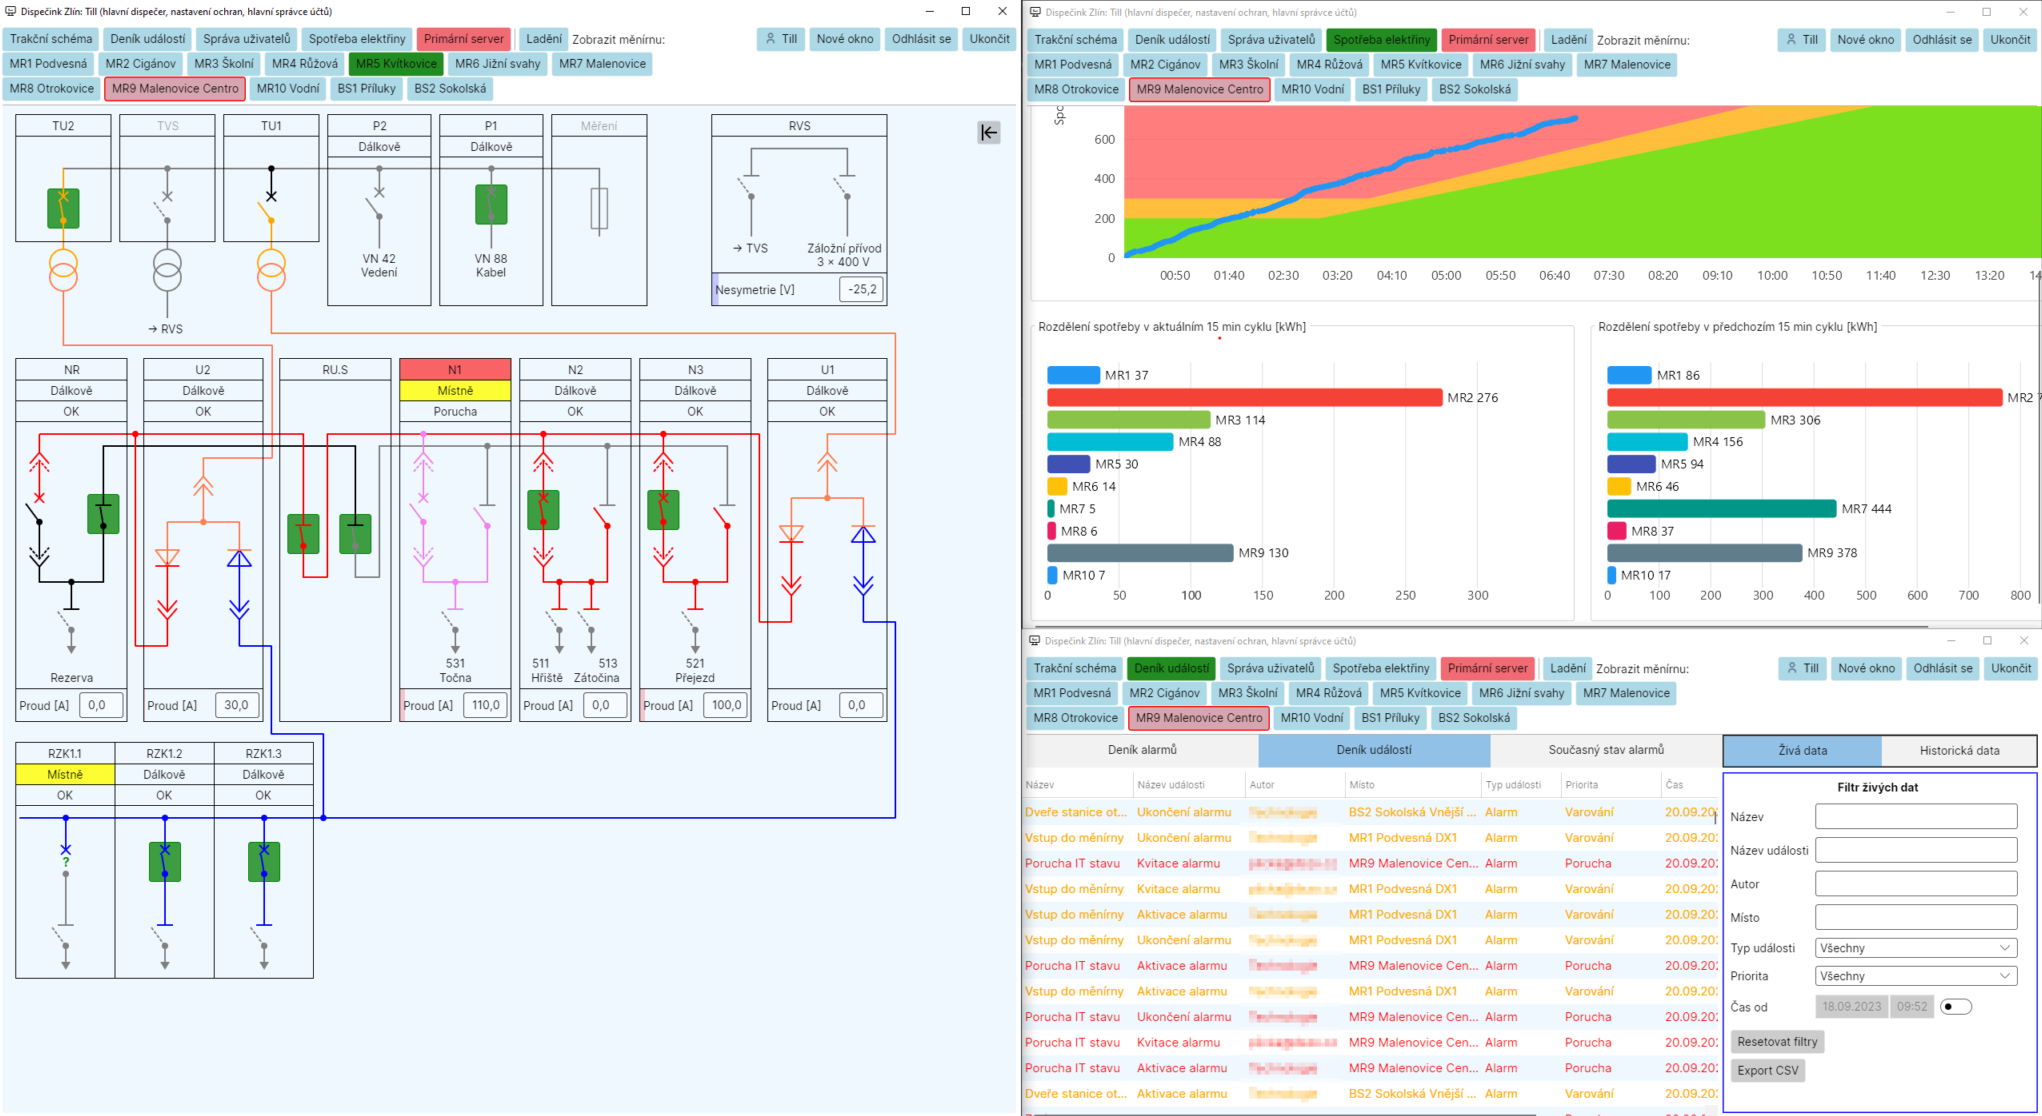 Dispečink Zlín: Till (hlavní dispečer, nastavení ochran, hlavní správce účtů)
Trakční schéma Deník událostí Správa uživatelů Spotřeba elektřiny Primární server Ladění Zobrazit měnírnu: Till Nové okno Odhlásit se Ukončit
MR1 Podvesná MR2 Cigánov MR3 Školní MR4 Růžová MR5 Kvítkovice MR6 Jižní svahy MR7 Malenovice
MR8 Otrokovice MR9 Malenovice Centro MR10 Vodní BS1 Příluky BS2 Sokolská
TU2 TVS TU1 P2 P1 Měření RVS
Dálkově Dálkově
VN 42 VN 88
Vedení Kabel
→ TVS Záložní přívod
3 × 400 V
Nesymetrie [V] -25,2
→ RVS
NR U2 RU.S N1 N2 N3 U1
Dálkově Dálkově Místně Dálkově Dálkově Dálkově
OK OK Porucha OK OK OK
531 511 513 521
Rezerva Točna Hřiště Zátočina Přejezd
Proud [A] 0,0 Proud [A] 30,0 Proud [A] 110,0 Proud [A] 0,0 Proud [A] 100,0 Proud [A] 0,0
RZK1.1 RZK1.2 RZK1.3
Místně Dálkově Dálkově
OK OK OK
?
Dispečink Zlín: Till (hlavní dispečer, nastavení ochran, hlavní správce účtů)
Trakční schéma Deník událostí Správa uživatelů Spotřeba elektřiny Primární server Ladění Zobrazit měnírnu: Till Nové okno Odhlásit se Ukončit
MR1 Podvesná MR2 Cigánov MR3 Školní MR4 Růžová MR5 Kvítkovice MR6 Jižní svahy MR7 Malenovice
MR8 Otrokovice MR9 Malenovice Centro MR10 Vodní BS1 Příluky BS2 Sokolská
600
400
200
0
00:50 01:40 02:30 03:20 04:10 05:00 05:50 06:40 07:30 08:20 09:10 10:00 10:50 11:40 12:30 13:20 14
Rozdělení spotřeby v aktuálním 15 min cyklu [kWh]
MR1 37
MR2 276
MR3 114
MR4 88
MR5 30
MR6 14
MR7 5
MR8 6
MR9 130
MR10 7
0 50 100 150 200 250 300
Rozdělení spotřeby v předchozím 15 min cyklu [kWh]
MR1 86
MR2
MR3 306
MR4 156
MR5 94
MR6 46
MR7 444
MR8 37
MR9 378
MR10 17
0 100 200 300 400 500 600 700 800
Dispečink Zlín: Till (hlavní dispečer, nastavení ochran, hlavní správce účtů)
Trakční schéma Deník událostí Správa uživatelů Spotřeba elektřiny Primární server Ladění Zobrazit měnírnu: Till Nové okno Odhlásit se Ukončit
MR1 Podvesná MR2 Cigánov MR3 Školní MR4 Růžová MR5 Kvítkovice MR6 Jižní svahy MR7 Malenovice
MR8 Otrokovice MR9 Malenovice Centro MR10 Vodní BS1 Příluky BS2 Sokolská
Deník alarmů Deník událostí Současný stav alarmů
Název Název události Autor Místo Typ události Priorita Čas
Dveře stanice ot... Ukončení alarmu BS2 Sokolská Vnější ... Alarm Varování 20.09.20
Vstup do měnírny Ukončení alarmu MR1 Podvesná DX1 Alarm Varování 20.09.20
Porucha IT stavu Kvitace alarmu MR9 Malenovice Cen... Alarm Porucha 20.09.20
Vstup do měnírny Kvitace alarmu MR1 Podvesná DX1 Alarm Varování 20.09.20
Vstup do měnírny Aktivace alarmu MR1 Podvesná DX1 Alarm Varování 20.09.20
Vstup do měnírny Ukončení alarmu MR1 Podvesná DX1 Alarm Varování 20.09.20
Porucha IT stavu Aktivace alarmu MR9 Malenovice Cen... Alarm Porucha 20.09.20
Vstup do měnírny Aktivace alarmu MR1 Podvesná DX1 Alarm Varování 20.09.20
Porucha IT stavu Ukončení alarmu MR9 Malenovice Cen... Alarm Porucha 20.09.20
Porucha IT stavu Kvitace alarmu MR9 Malenovice Cen... Alarm Porucha 20.09.20
Porucha IT stavu Aktivace alarmu MR9 Malenovice Cen... Alarm Porucha 20.09.20
Dveře stanice ot... Aktivace alarmu BS2 Sokolská Vnější ... Alarm Varování 20.09.20
Živá data Historická data
Filtr živých dat
Název
Název události
Autor
Místo
Typ události Všechny
Priorita Všechny
Čas od 18.09.2023 09:52
Resetovat filtry
Export CSV